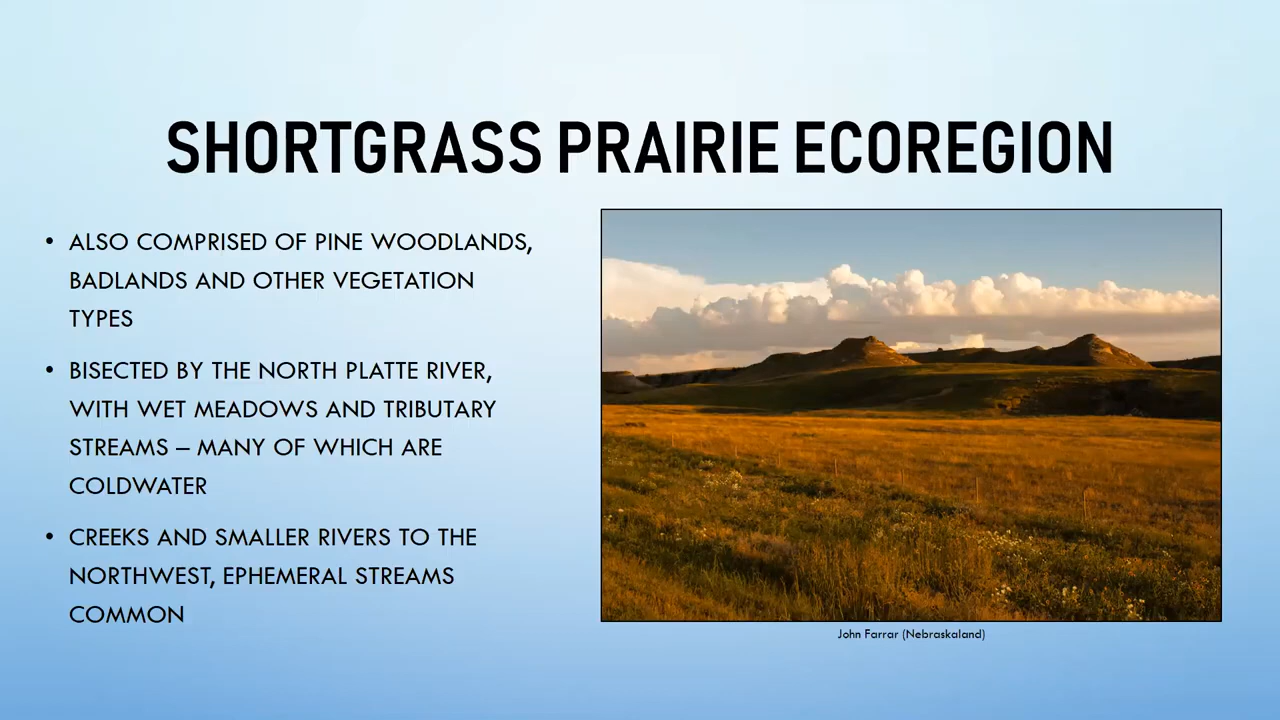 SHORTGRASS PRAIRIE ECOREGION
• ALSO COMPRISED OF PINE WOODLANDS,
BADLANDS AND OTHER VEGETATION
TYPES
• BISECTED BY THE NORTH PLATTE RIVER,
WITH WET MEADOWS AND TRIBUTARY
STREAMS – MANY OF WHICH ARE
COLDWATER
• CREEKS AND SMALLER RIVERS TO THE
NORTHWEST, EPHEMERAL STREAMS
COMMON
John Farrar (Nebraskaland)